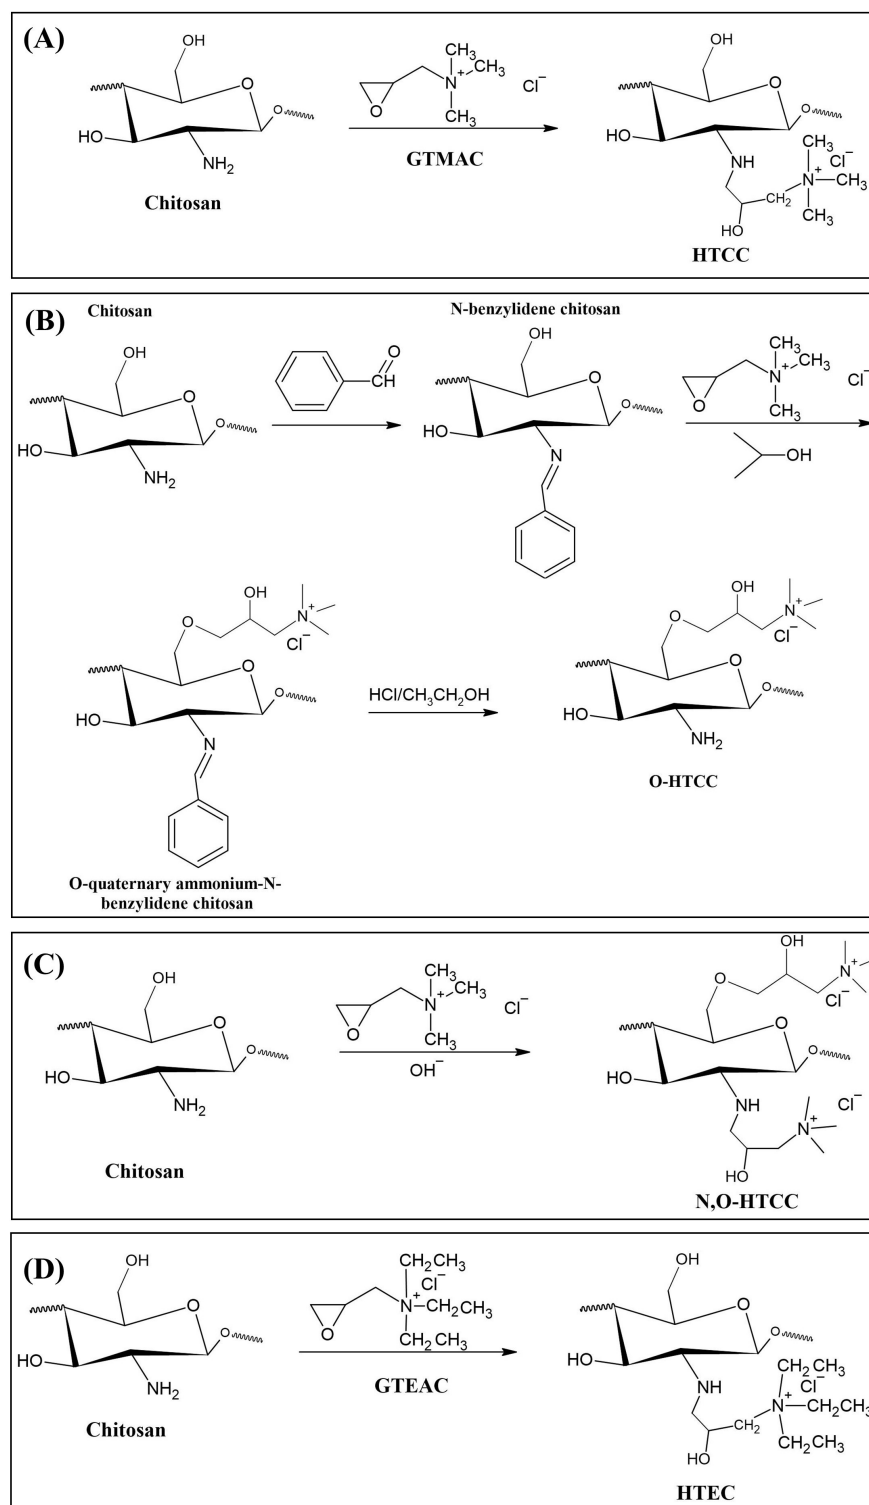 (A)
OH
O
O
HO
NH2
Chitosan
CH3
N+
CH3
CH3
O
Cl−
GTMAC
OH
O
O
HO
NH
CH3
Cl−
N+
CH3
CH2
CH3
HO
HTCC
(B)
Chitosan
N-benzylidene chitosan
OH
O
O
HO
NH2
O
CH
OH
O
O
HO
N
CH3
N+
CH3
CH3
O
Cl−
OH
OH
N+
O
Cl−
O
O
HO
N
O-quaternary ammonium-N-
benzylidene chitosan
HCl/CH3CH2OH
OH
N+
O
Cl−
O
O
HO
NH2
O-HTCC
(C)
OH
O
O
HO
NH2
Chitosan
CH3
N+
CH3
CH3
O
Cl−
OH−
OH
N+
O
Cl−
O
O
HO
NH
Cl−
N+
HO
N,O-HTCC
(D)
OH
O
O
HO
NH2
Chitosan
CH2CH3
Cl−
N+
CH2CH3
CH2CH3
O
GTEAC
OH
O
O
HO
NH
CH2CH3
Cl−
N+
CH2CH3
CH2
CH2CH3
HO
HTEC